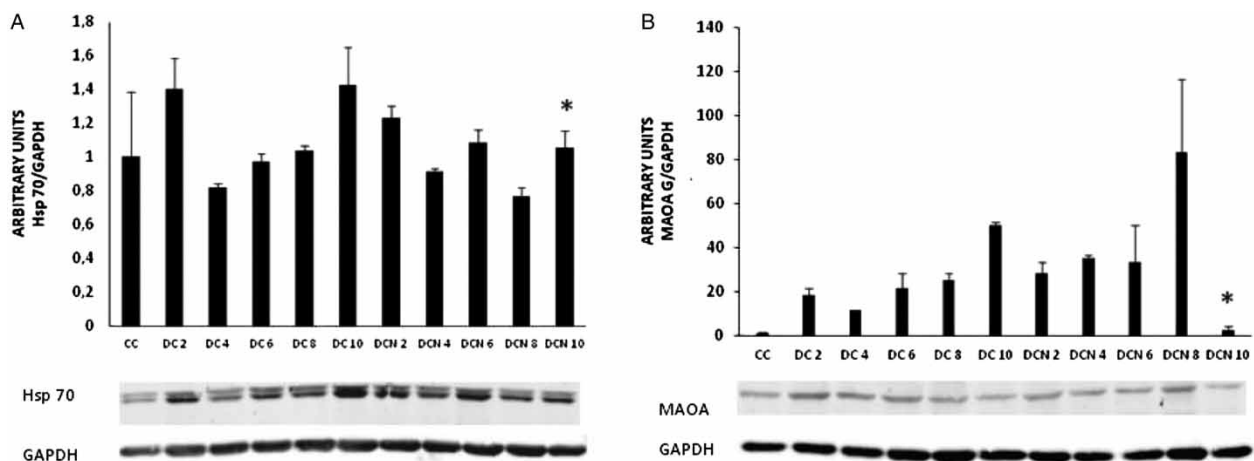 A
ARBITRARY UNITS
Hsp 70/GAPDH
1,8
1,6
1,4
1,2
1
0,8
0,6
0,4
0,2
0
*
CC DC 2 DC 4 DC 6 DC 8 DC 10 DCN 2 DCN 4 DCN 6 DCN 8 DCN 10
Hsp 70
GAPDH
B
ARBITRARY UNITS
MAOA G/GAPDH
140
120
100
80
60
40
20
0
*
CC DC 2 DC 4 DC 6 DC 8 DC 10 DCN 2 DCN 4 DCN 6 DCN 8 DCN 10
MAOA
GAPDH